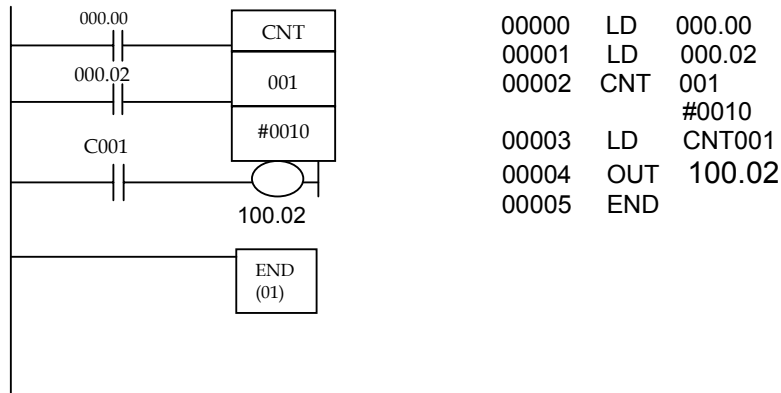 000.00
CNT
000.02
001
#0010
C001
100.02
END
(01)
00000 LD 000.00
00001 LD 000.02
00002 CNT 001
#0010
00003 LD CNT001
00004 OUT 100.02
00005 END